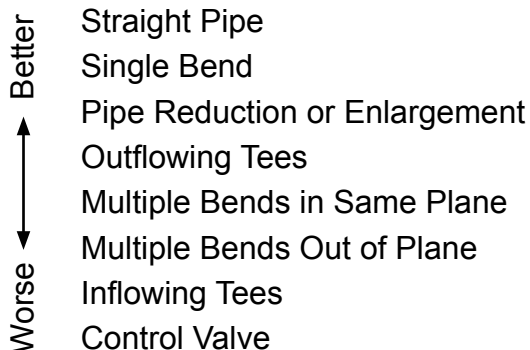 Better
Worse
Straight Pipe
Single Bend
Pipe Reduction or Enlargement
Outflowing Tees
Multiple Bends in Same Plane
Multiple Bends Out of Plane
Inflowing Tees
Control Valve